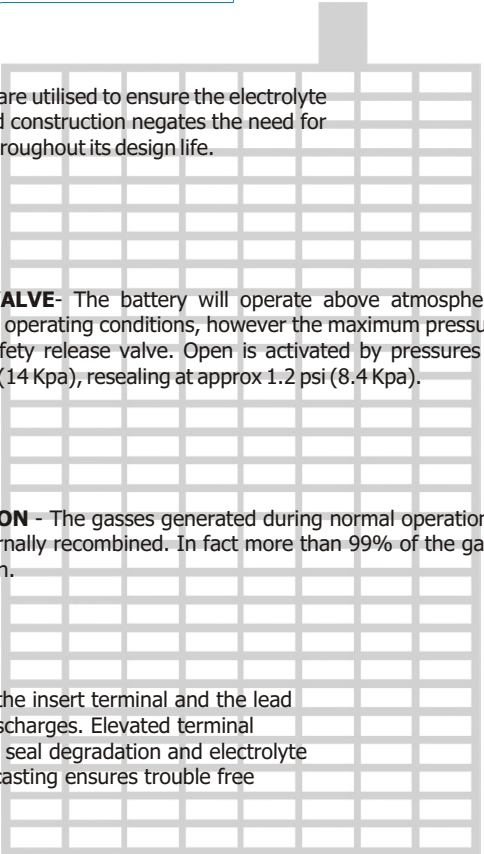 are utilised to ensure the electrolyte
d construction negates the need for
roughout its design life.
VALVE- The battery will operate above atmosphe
operating conditions, however the maximum pressu
fety release valve. Open is activated by pressures
(14 Kpa), resealing at approx 1.2 psi (8.4 Kpa).
ON - The gasses generated during normal operation
rnally recombined. In fact more than 99% of the ga
n.
the insert terminal and the lead
scharges. Elevated terminal
seal degradation and electrolyte
casting ensures trouble free